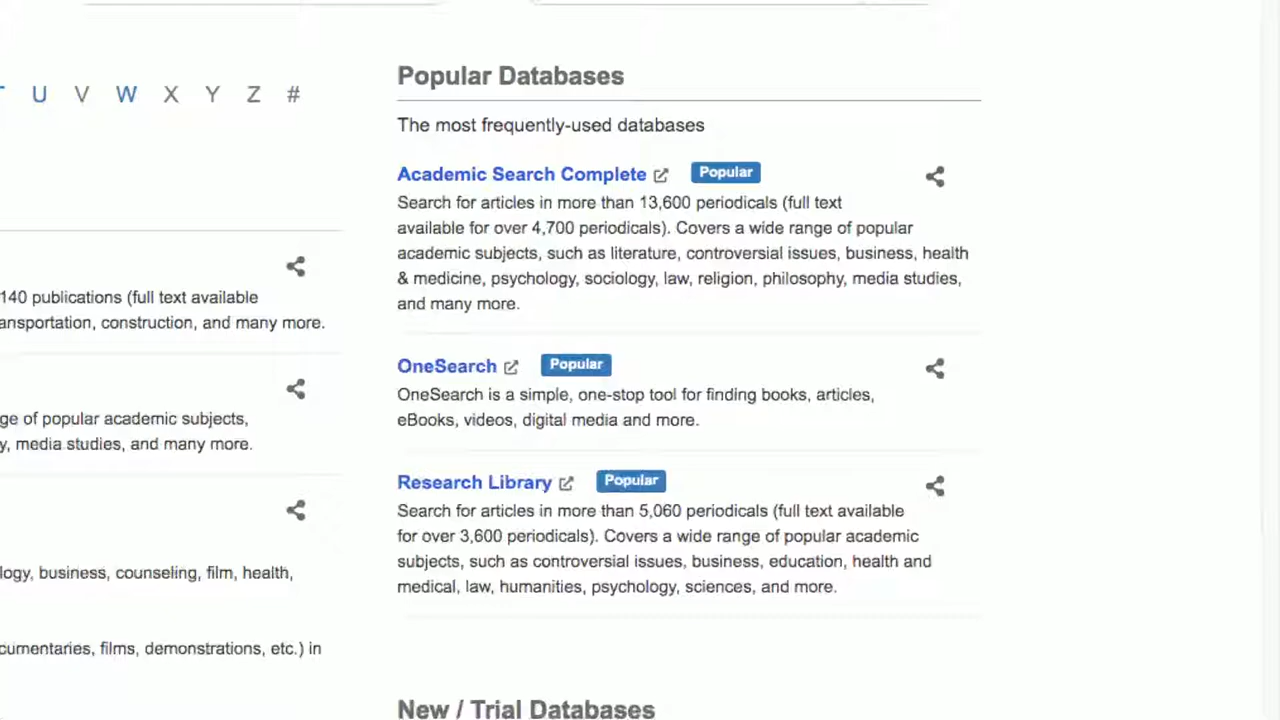 U V W X Y Z #
140 publications (full text available
construction, and many more.
of popular academic subjects,
media studies, and many more.
business, counseling, film, health,
films, demonstrations, etc.) in
Popular Databases
The most frequently-used databases
Academic Search Complete Popular
Search for articles in more than 13,600 periodicals (full text
available for over 4,700 periodicals). Covers a wide range of popular
academic subjects, such as literature, controversial issues, business, health
& medicine, psychology, sociology, law, religion, philosophy, media studies,
and many more.
OneSearch Popular
OneSearch is a simple, one-stop tool for finding books, articles,
eBooks, videos, digital media and more.
Research Library Popular
Search for articles in more than 5,060 periodicals (full text available
for over 3,600 periodicals). Covers a wide range of popular academic
subjects, such as controversial issues, business, education, health and
medical, law, humanities, psychology, sciences, and more.
New / Trial Databases